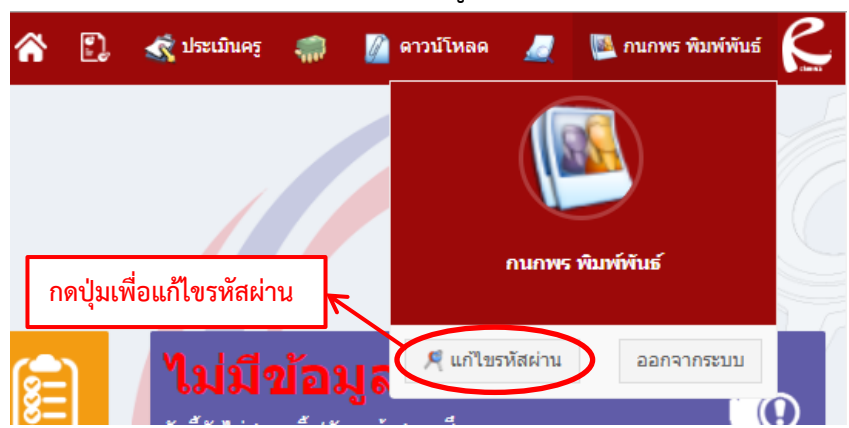 ประเมินครู
ดาวน์โหลด
กนกพร พิมพ์พันธ์
กนกพร พิมพ์พันธ์
กดปุ่มเพื่อแก้ไขรหัสผ่าน
แก้ไขรหัสผ่าน
ออกจากระบบ
ไม่มีข้อมูล